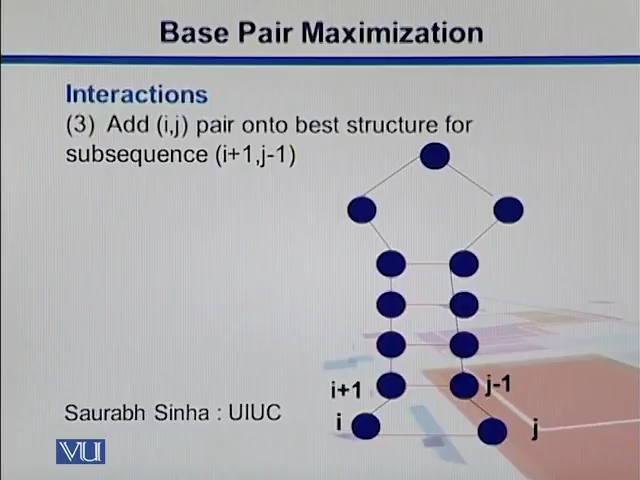 Base Pair Maximization
Interactions
(3) Add (i,j) pair onto best structure for
subsequence (i+1,j-1)
i+1
j-1
i
j
Saurabh Sinha : UIUC
VU